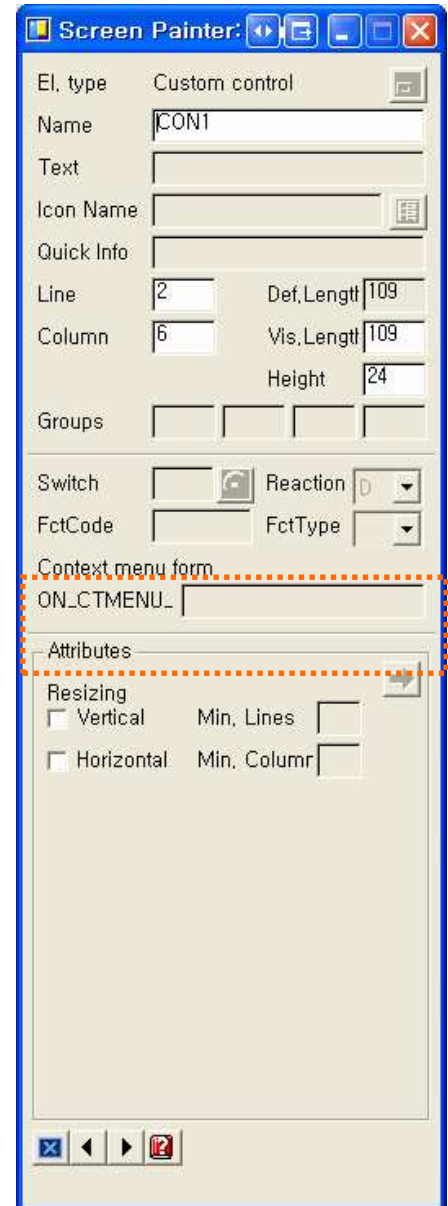 Screen Painter:
El, type Custom control
Name CON1
Text
Icon Name
Quick Info
Line 2 Def,Lengtl 109
Column 6 Vis,Lengtl 109
Height 24
Groups
Switch Reaction D
FctCode FctType
Context menu form
ON_CTMENU_
Attributes
Resizing
Vertical Min, Lines
Horizontal Min, Columr